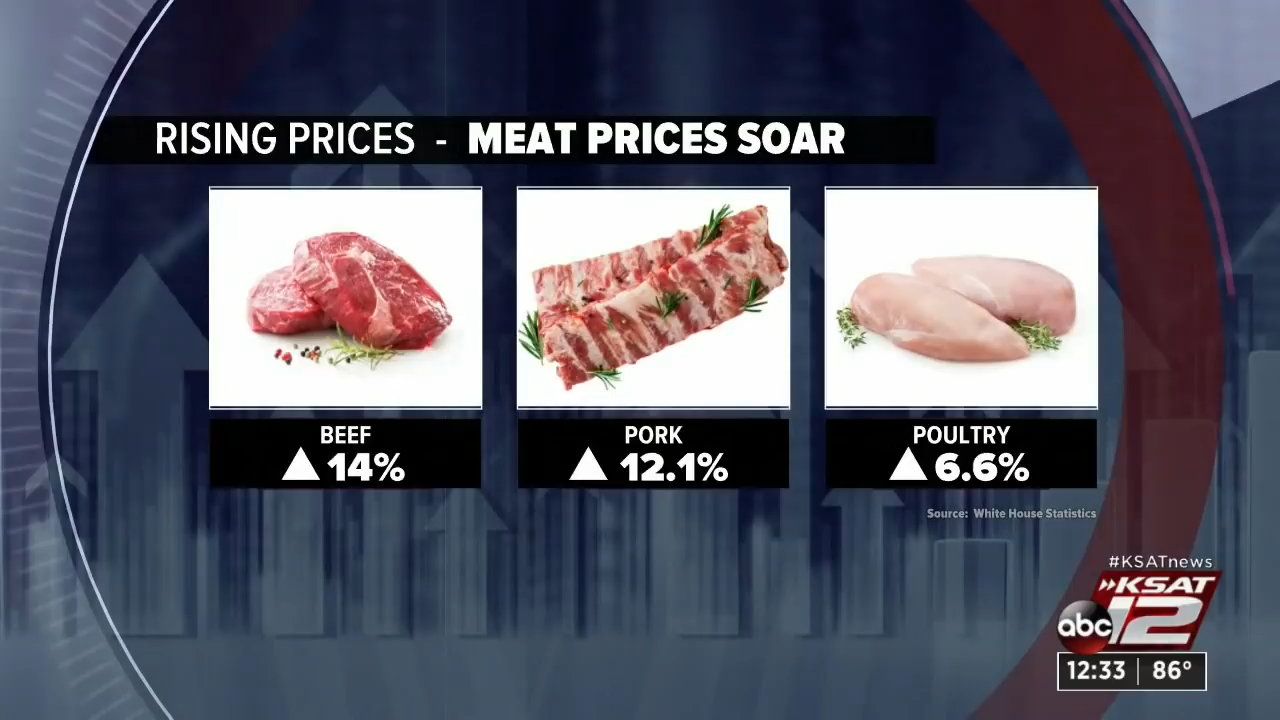 RISING PRICES - MEAT PRICES SOAR
BEEF
▲14%
PORK
▲12.1%
POULTRY
▲6.6%
Source: White House Statistics
#KSATnews
KSAT
abc 12
12:33 | 86°